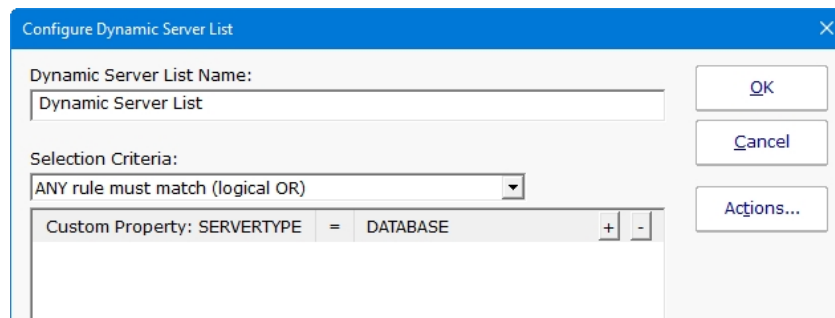 Configure Dynamic Server List
Dynamic Server List Name:
Dynamic Server List
OK
Cancel
Selection Criteria:
ANY rule must match (logical OR)
Actions...
Custom Property: SERVERTYPE = DATABASE + -